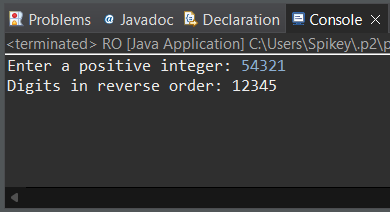 Problems Javadoc Declaration Console
<terminated> RO [Java Application] C:\Users\Spikey\.p2\p
Enter a positive integer: 54321
Digits in reverse order: 12345